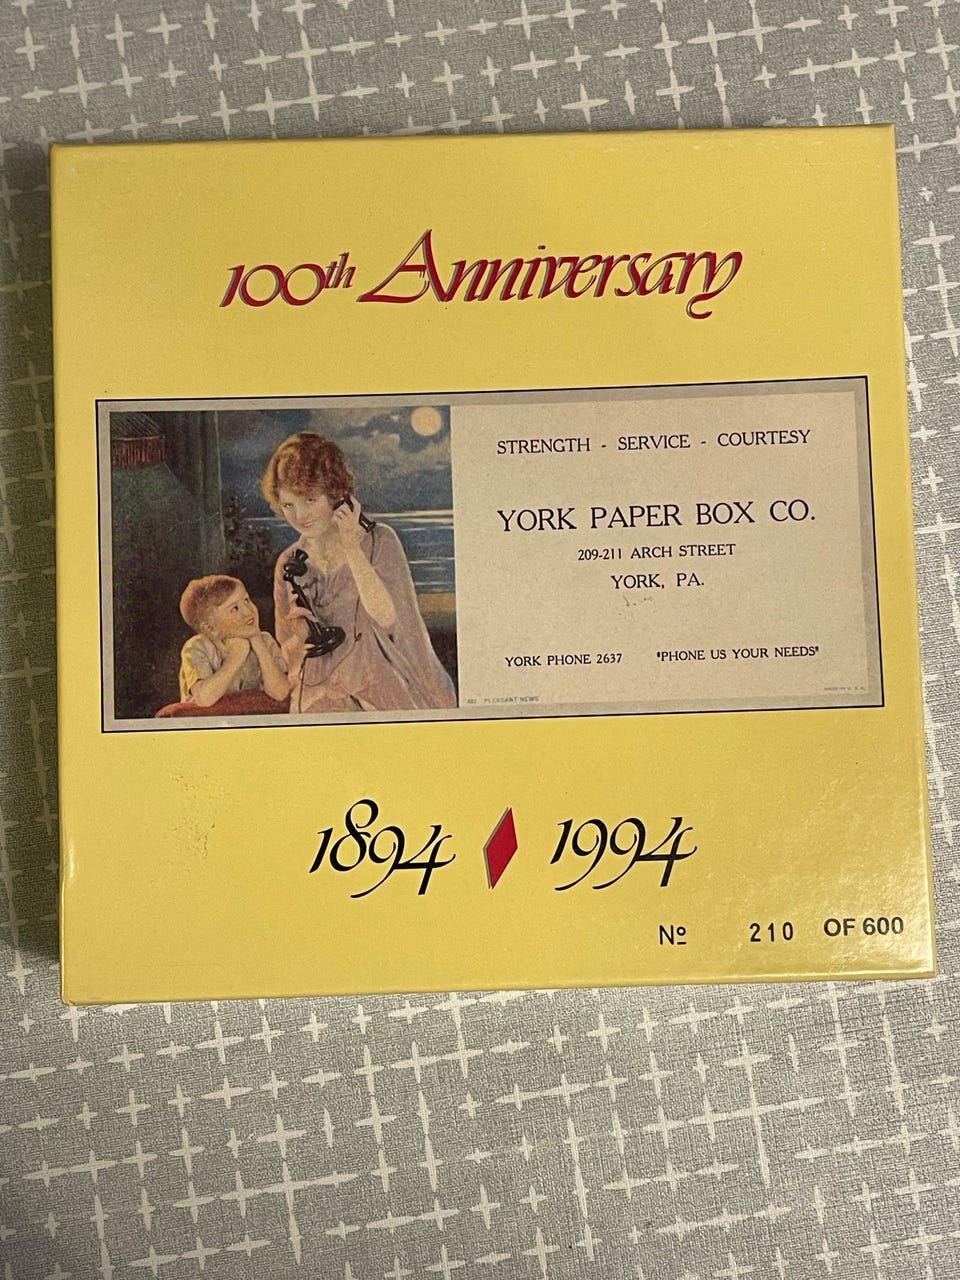 100th Anniversary
STRENGTH - SERVICE - COURTESY
YORK PAPER BOX CO.
209-211 ARCH STREET
YORK, PA.
YORK PHONE 2637 "PHONE US YOUR NEEDS"
PLEASANT NEWS
1894 1994
Nº 210 OF 600